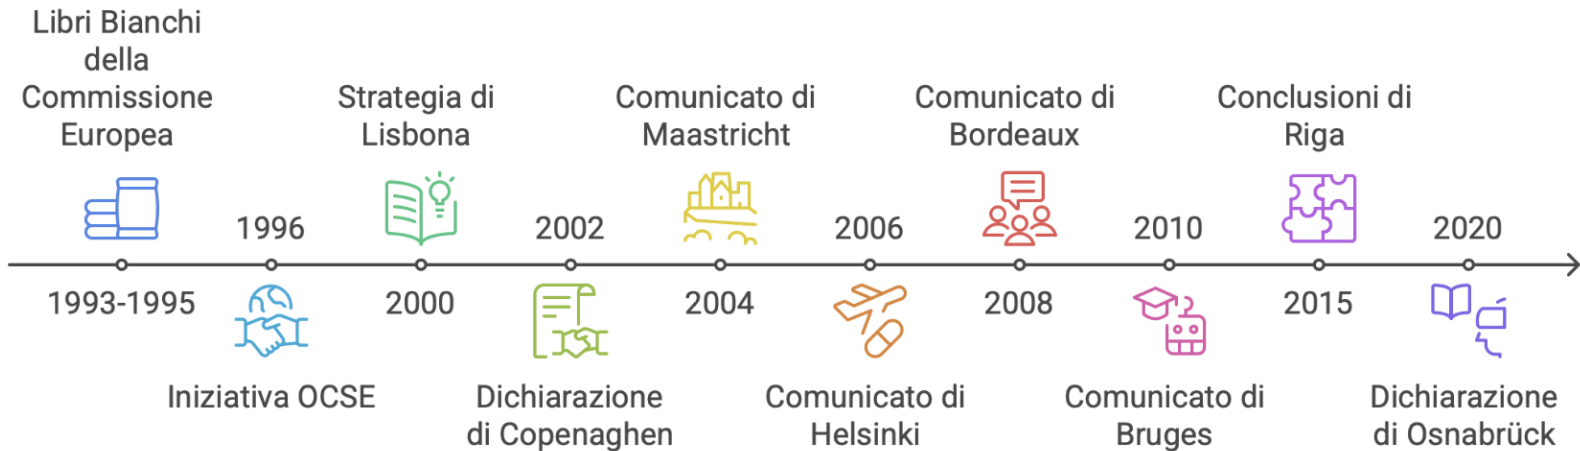 Libri Bianchi
della
Commissione
Europea
1993-1995
1996
Iniziativa OCSE
Strategia di
Lisbona
2000
2002
Dichiarazione
di Copenaghen
Comunicato di
Maastricht
2004
2006
Comunicato di
Helsinki
Comunicato di
Bordeaux
2008
2010
Comunicato di
Bruges
Conclusioni di
Riga
2015
2020
Dichiarazione
di Osnabrück